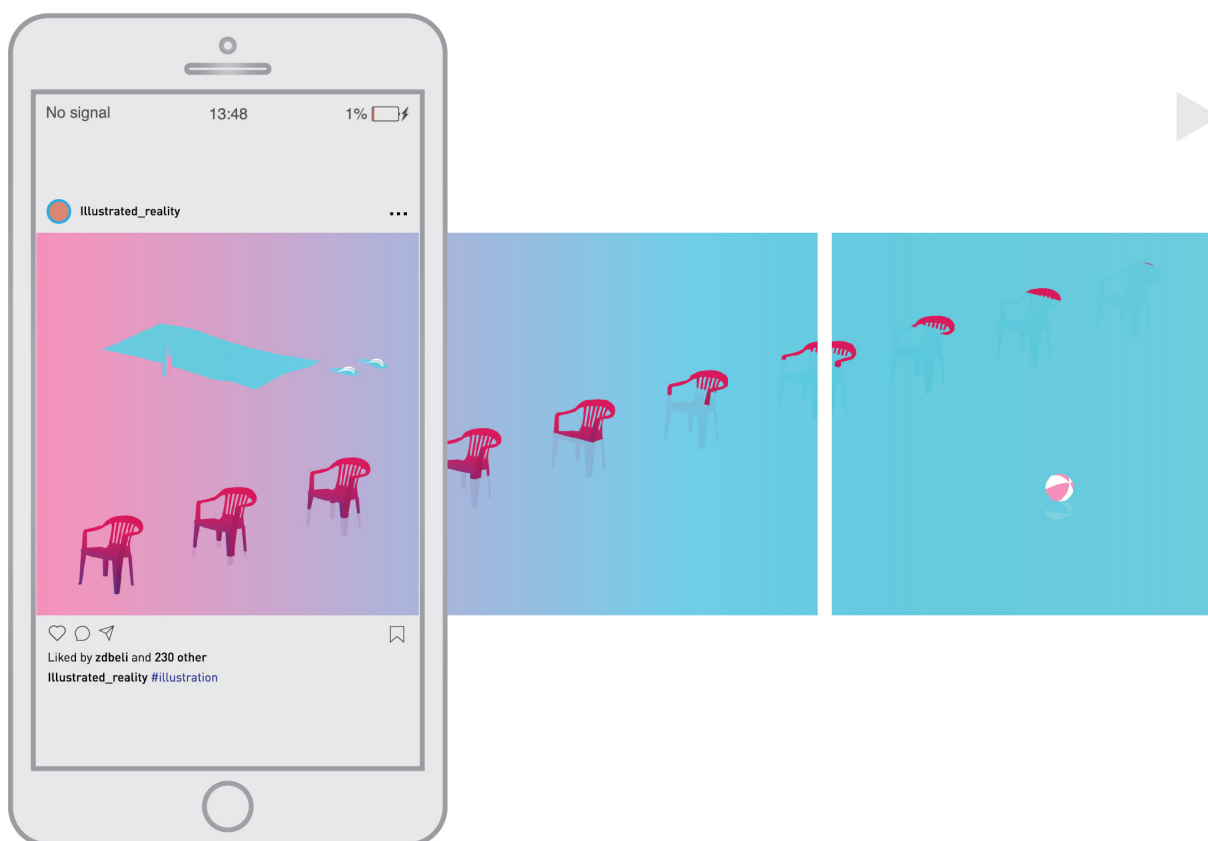 No signal 13:48 1%
Illustrated_reality
Liked by zdbeli and 230 other
Illustrated_reality #illustration